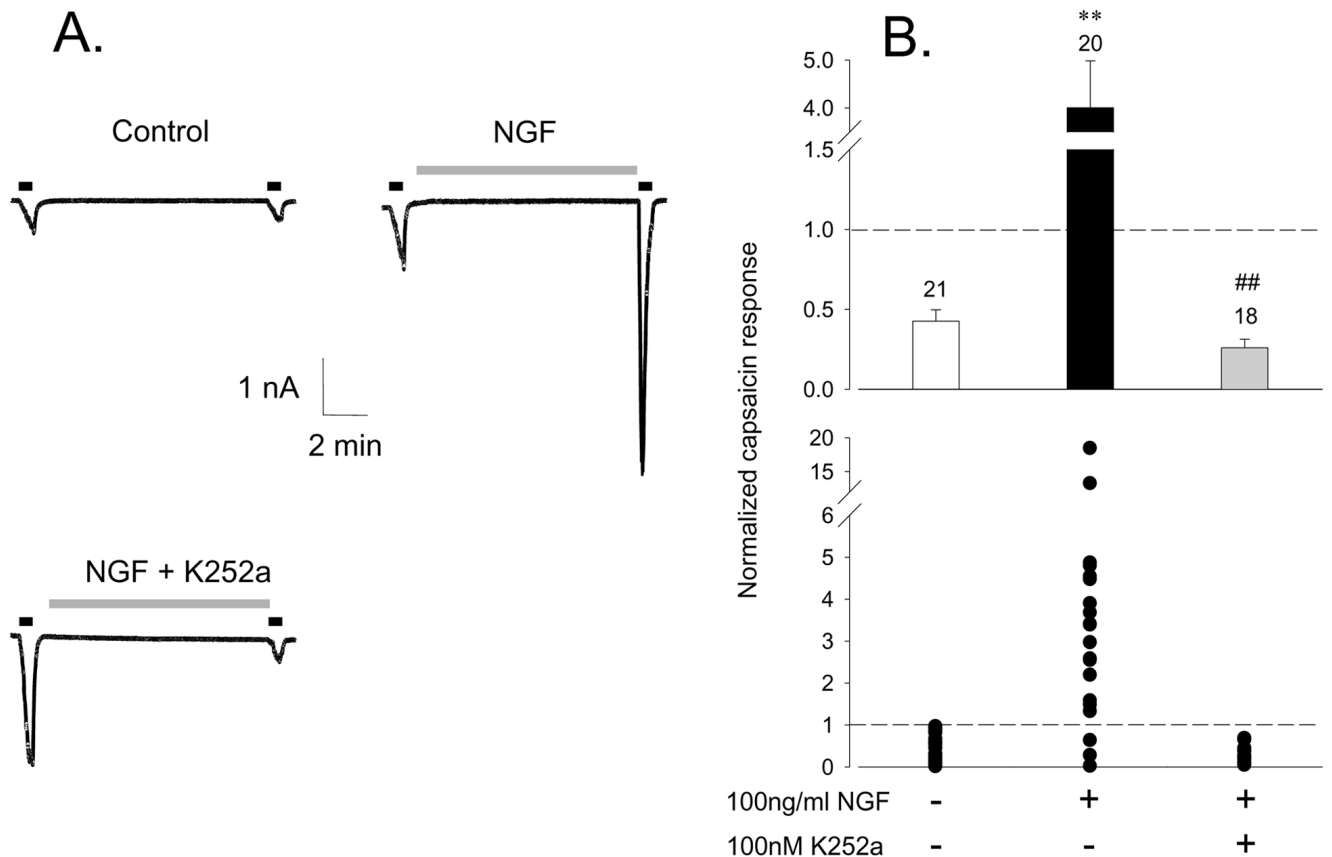 A.
Control
NGF
1 nA
2 min
NGF + K252a
B.
**
20
5.0
4.0
1.5
1.0
21
##
0.5
18
0.0
Normalized capsaicin response
20
15
6
5
4
3
2
1
0
100ng/ml NGF - + +
100nM K252a - - +